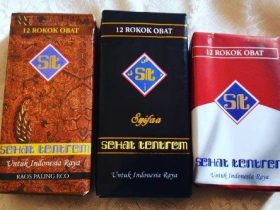 12 ROKOK OBAT
St
SEHAT TENTREM
Untuk Indonesia Raya
RAOS PALING ECO
12 ROKOK OBAT
St
Syifaa
SEHAT TENTREM
Untuk Indonesia Raya
12 ROKOK OBAT
St
SEHAT TENTREM
Untuk Indonesia Raya